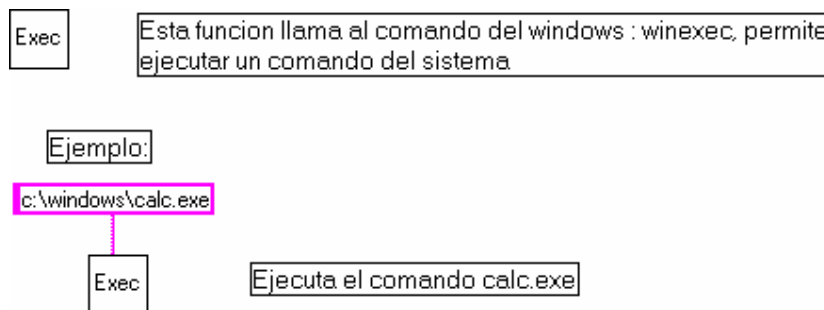 Exec
Esta funcion llama al comando del windows : winexec, permite
ejecutar un comando del sistema
Ejemplo:
c:\windows\calc.exe
Exec
Ejecuta el comando calc.exe